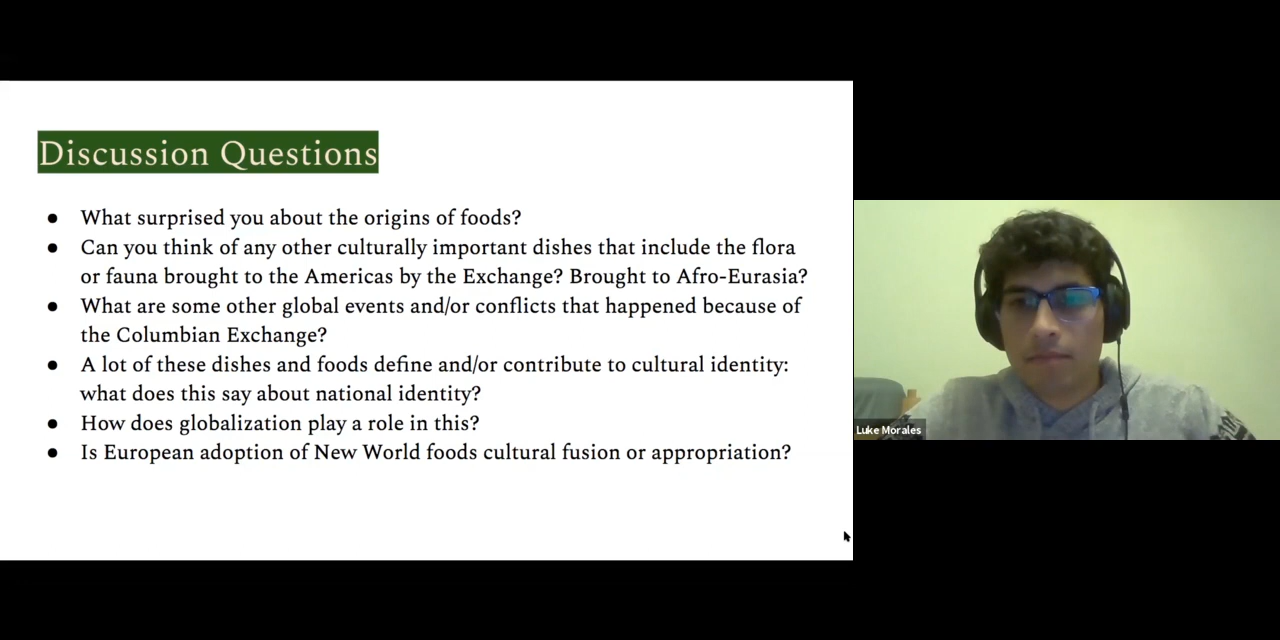 Discussion Questions
● What surprised you about the origins of foods?
● Can you think of any other culturally important dishes that include the flora
or fauna brought to the Americas by the Exchange? Brought to Afro-Eurasia?
● What are some other global events and/or conflicts that happened because of
the Columbian Exchange?
● A lot of these dishes and foods define and/or contribute to cultural identity:
what does this say about national identity?
● How does globalization play a role in this?
● Is European adoption of New World foods cultural fusion or appropriation?
Luke Morales